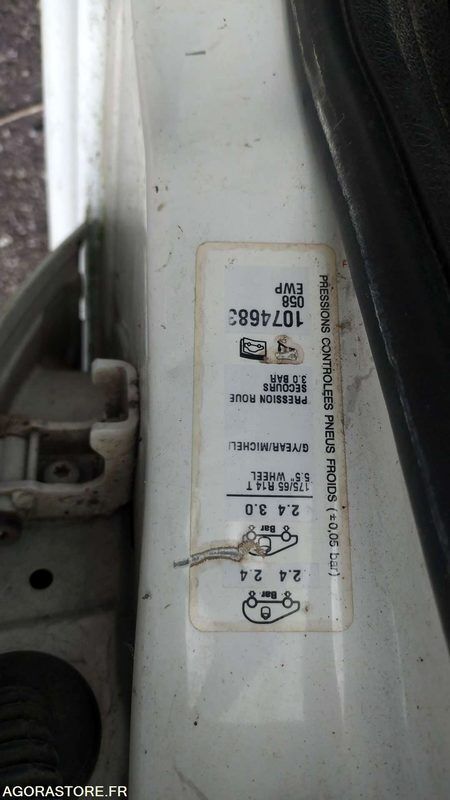 PRESSIONS CONTROLEES PNEUS FROIDS (±0,05 bar)
Bar
2.4 2.4
Bar
2.4 3.0
175/65 R14 T
5.5" WHEEL
G/YEAR/MICHEL
PRESSION ROUE
SECOURS
3.0 BAR
1074683
058
EWP
AGORASTORE.FR